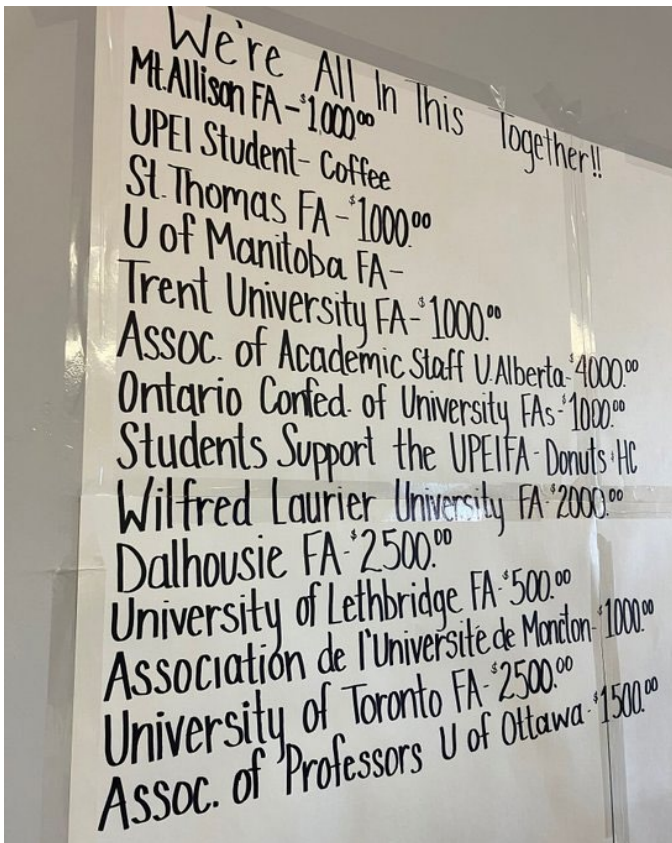 We're All In This Together!!
Mt. Allison FA - $1,000.00
UPEI Student - Coffee
St. Thomas FA - $1000.00
U of Manitoba FA -
Trent University FA - $1000.00
Assoc. of Academic Staff U. Alberta - $4000.00
Ontario Confed. of University FAs - $1000.00
Students Support the UPEIFA - Donuts + HC
Wilfred Laurier University FA - $2000.00
Dalhousie FA - $2500.00
University of Lethbridge FA - $500.00
Association de l'Université de Moncton - $1000.00
University of Toronto FA - $2500.00
Assoc. of Professors U of Ottawa - $1500.00